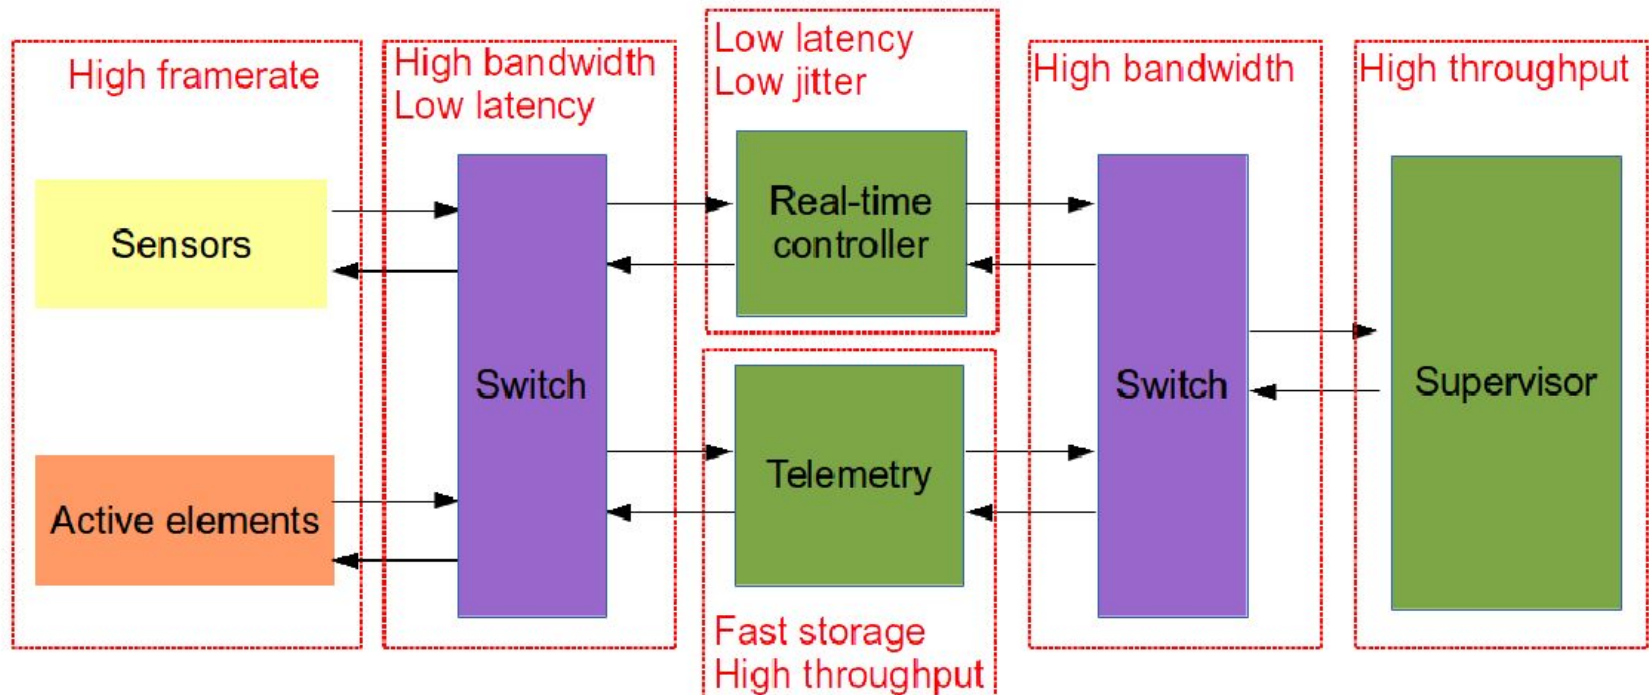 High framerate
Sensors
Active elements
High bandwidth
Low latency
Switch
Low latency
Low jitter
Real-time
controller
Telemetry
Fast storage
High throughput
High bandwidth
Switch
High throughput
Supervisor